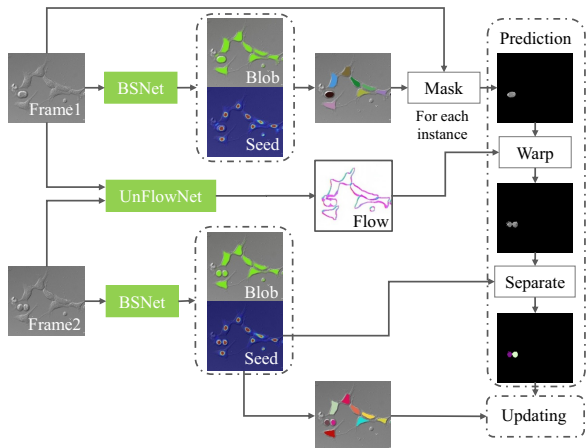 Prediction
Frame1
BSNet
Blob
Seed
Mask
For each
instance
Warp
UnFlowNet
Flow
Frame2
BSNet
Blob
Seed
Separate
Updating